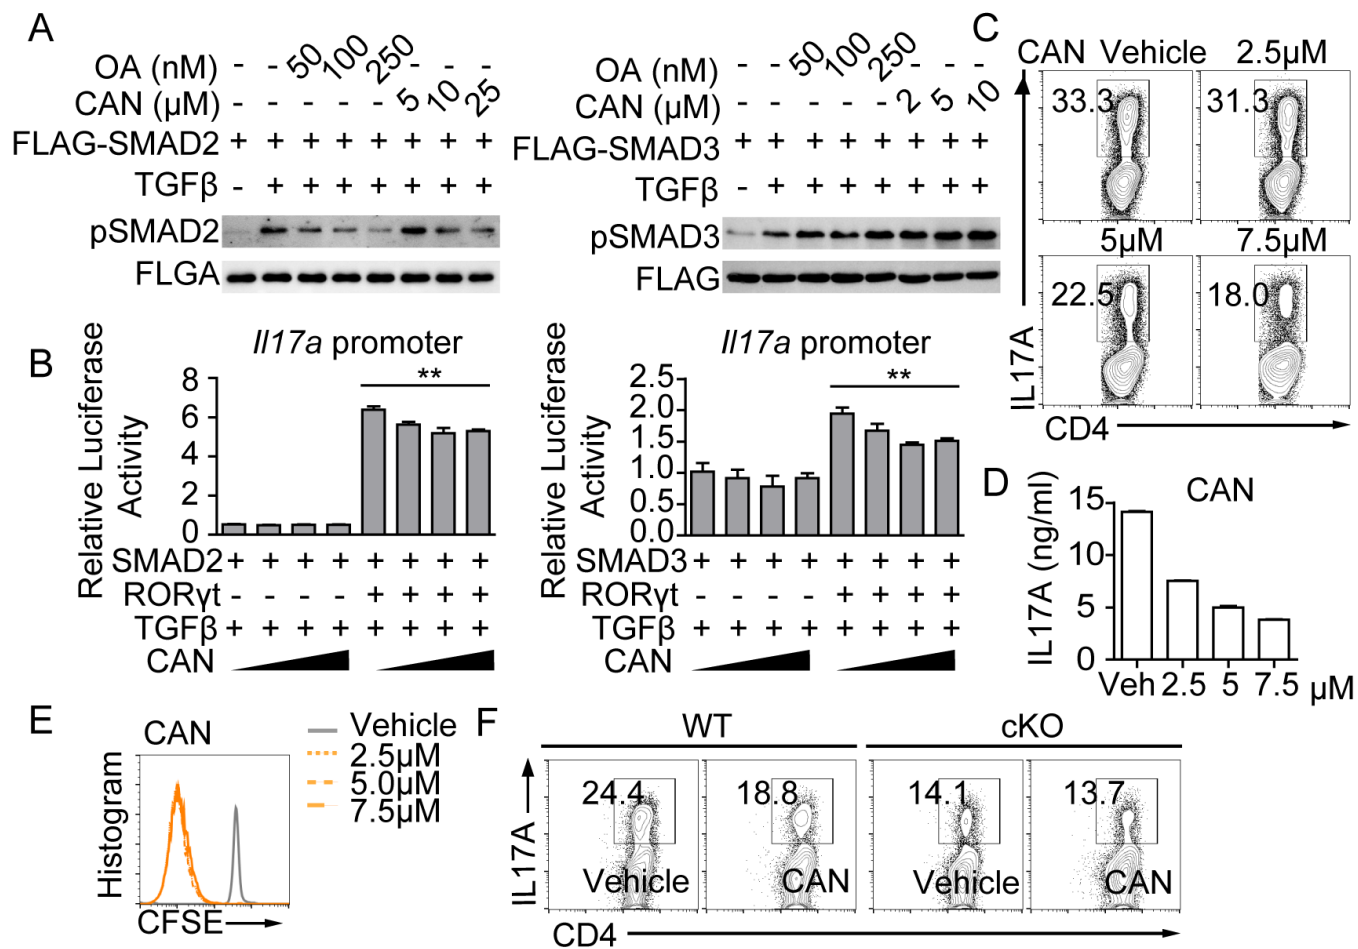 A
OA (nM) - - 50 100 250 - - -
CAN (μM) - - - - - 5 10 25
FLAG-SMAD2 + + + + + + + +
TGFβ - + + + + + + +
pSMAD2
FLGA
OA (nM) - - 50 100 250 - - -
CAN (μM) - - - - - 2 5 10
FLAG-SMAD3 + + + + + + + +
TGFβ - + + + + + + +
pSMAD3
FLAG
B
Il17a promoter
**
Relative Luciferase
Activity
8
6
4
2
0
SMAD2 + + + + + + + +
RORγt - - - - + + + +
TGFβ + + + + + + + +
CAN
Il17a promoter
**
Relative Luciferase
Activity
2.5
2.0
1.5
1.0
0.5
0.0
SMAD3 + + + + + + + +
RORγt - - - - + + + +
TGFβ + + + + + + + +
CAN
C
CAN Vehicle 2.5μM
33.3 31.3
5μM 7.5μM
22.5 18.0
IL17A
CD4
D
CAN
IL17A (ng/ml)
15
10
5
0
Veh 2.5 5 7.5 μM
E
CAN
Histogram
CFSE
Vehicle
2.5μM
5.0μM
7.5μM
F
WT cKO
24.4 18.8 14.1 13.7
Vehicle CAN Vehicle CAN
IL17A
CD4